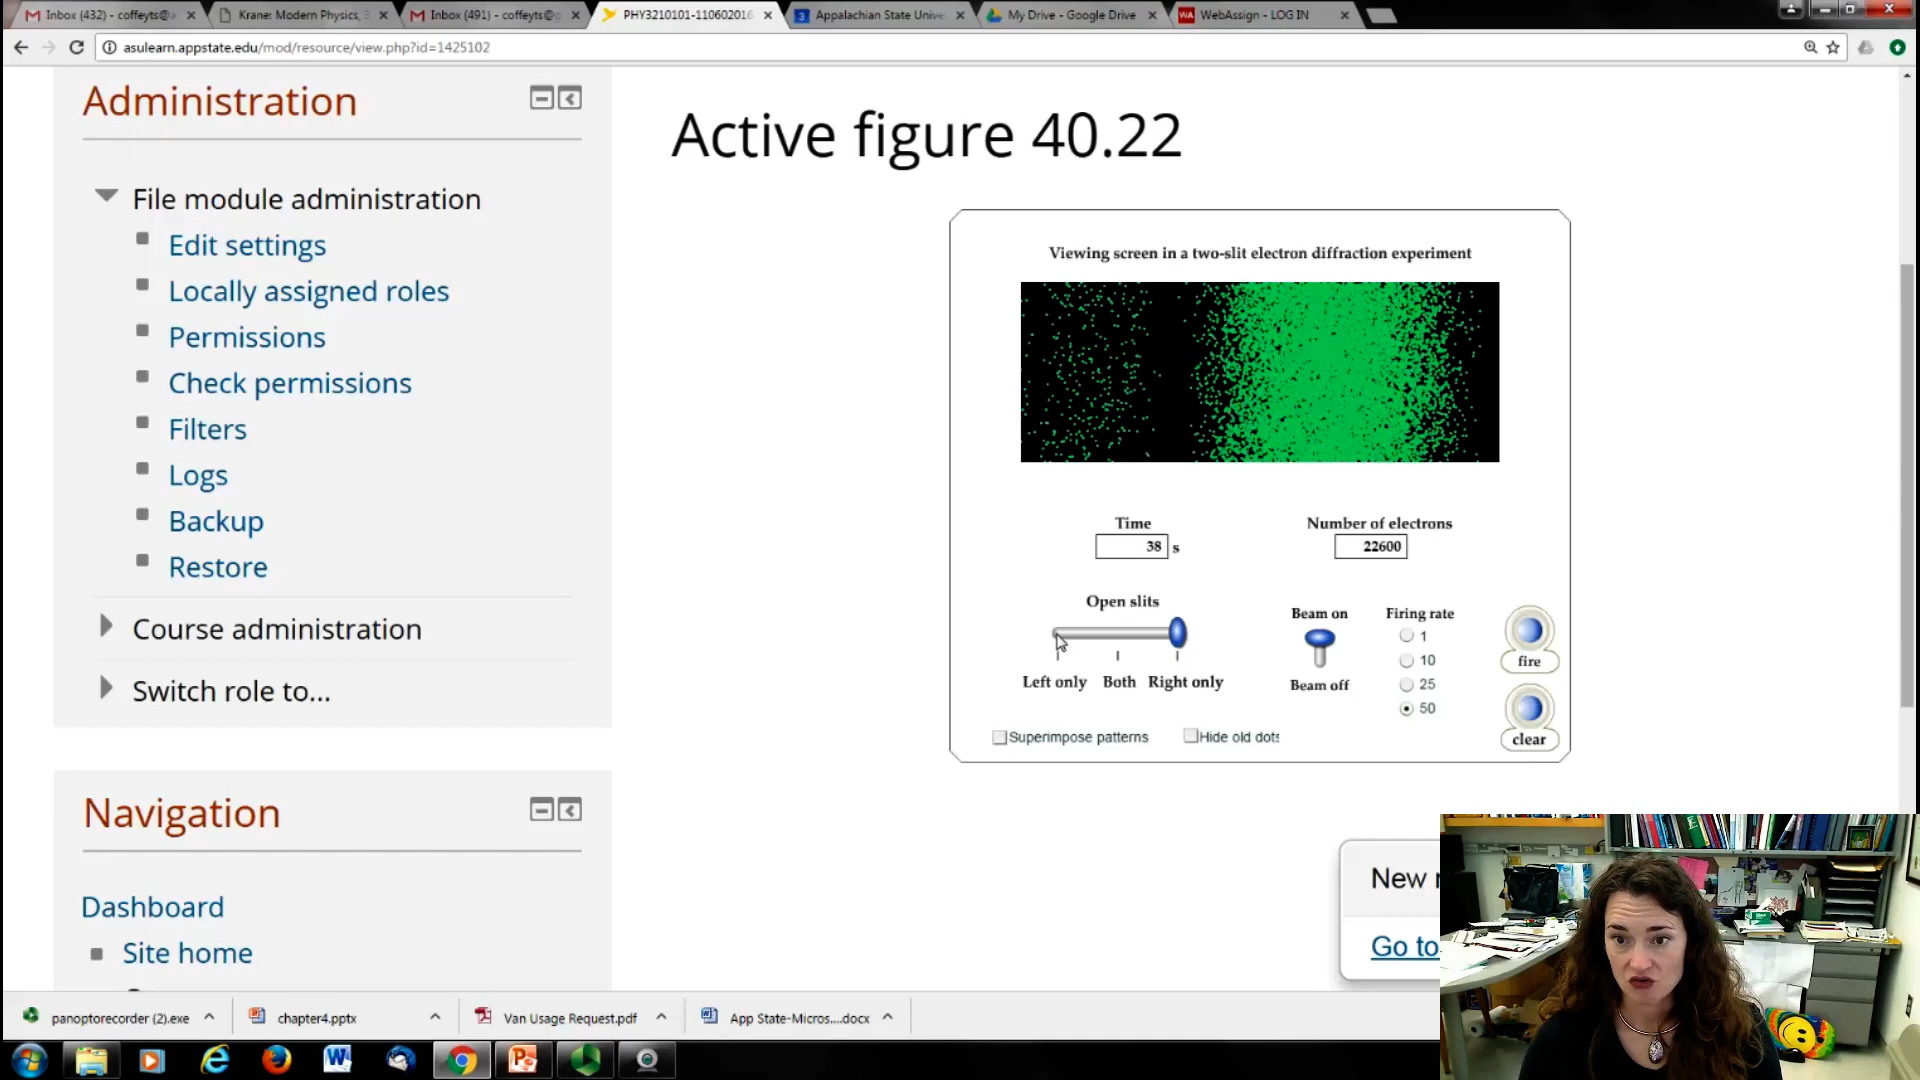 Inbox (432) - coffeyts@a
Krane: Modern Physics, 3
Inbox (491) - coffeyts@g
PHY3210101-110602016
Appalachian State Unive
My Drive - Google Drive
WebAssign - LOG IN
asulearn.appstate.edu/mod/resource/view.php?id=1425102
Administration
File module administration
Edit settings
Locally assigned roles
Permissions
Check permissions
Filters
Logs
Backup
Restore
Course administration
Switch role to...
Navigation
Dashboard
Site home
Active figure 40.22
Viewing screen in a two-slit electron diffraction experiment
Time
38 s
Number of electrons
22600
Open slits
Left only Both Right only
Beam on
Beam off
Firing rate
1
10
25
50
fire
clear
Superimpose patterns
Hide old dots
New
Go to
panoptorecorder (2).exe
chapter4.pptx
Van Usage Request.pdf
App State-Micros....docx